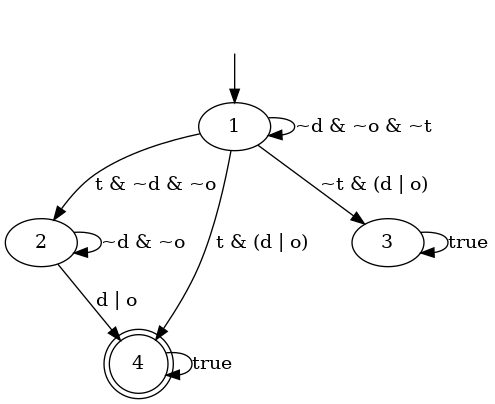 1
~d & ~o & ~t
t & ~d & ~o
~t & (d | o)
2
~d & ~o
t & (d | o)
3
true
d | o
4
true